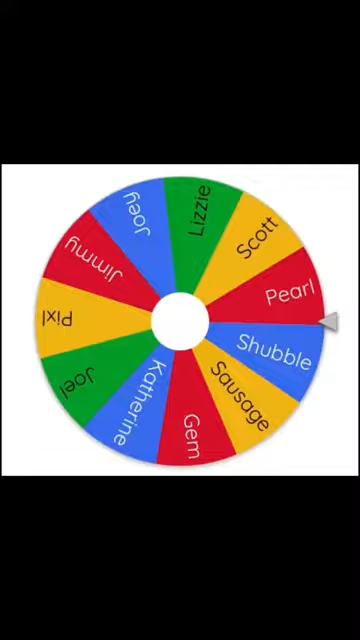 Lizzie
Scott
Pearl
Shubble
Sausage
Gem
Katherine
Joel
Pixl
Jimmy
Joey